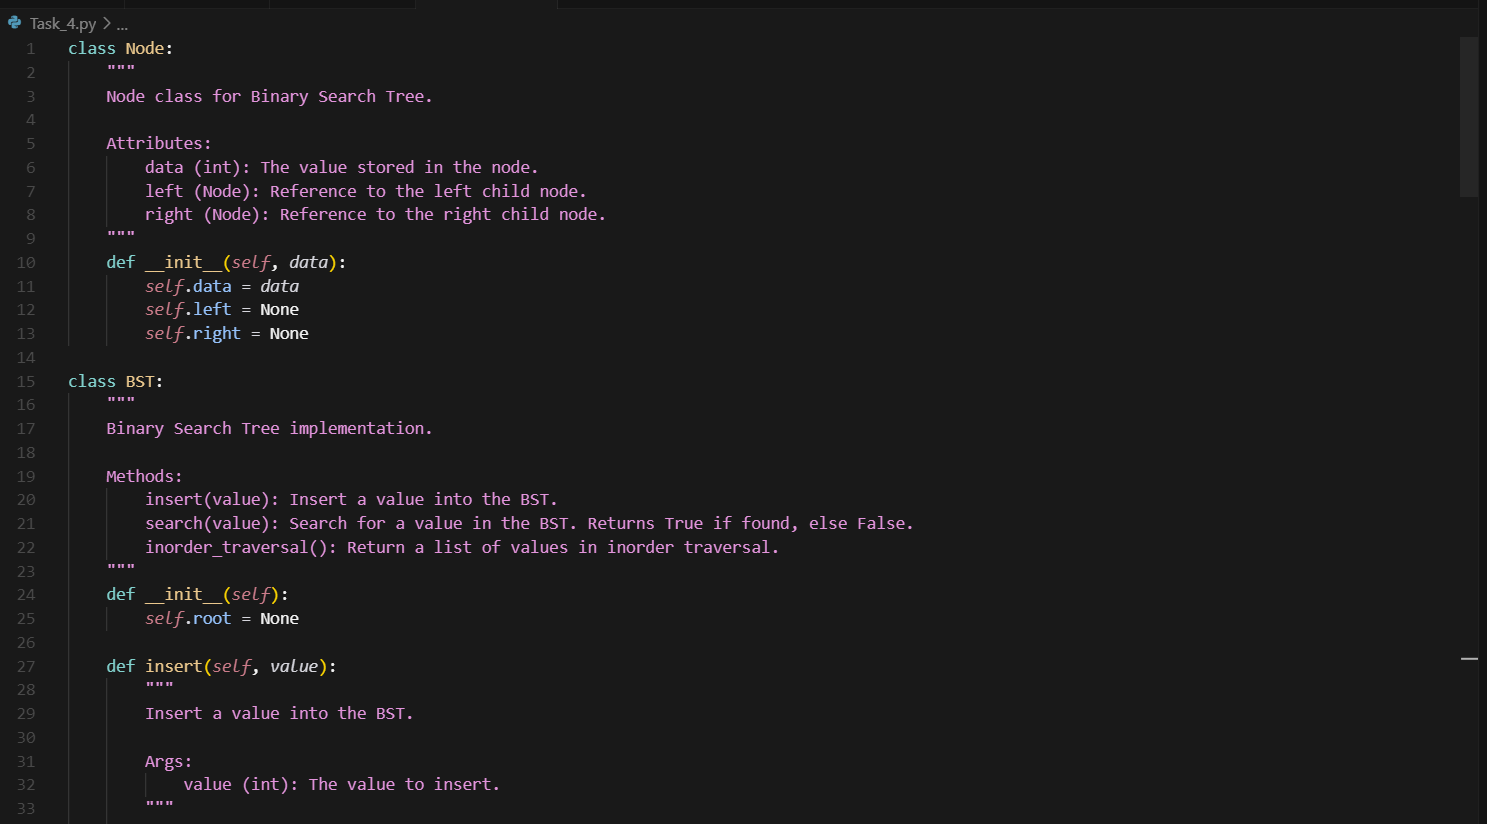 Task_4.py > ...
1 class Node:
2     """
3     Node class for Binary Search Tree.
4
5     Attributes:
6         data (int): The value stored in the node.
7         left (Node): Reference to the left child node.
8         right (Node): Reference to the right child node.
9     """
10     def __init__(self, data):
11         self.data = data
12         self.left = None
13         self.right = None
14
15 class BST:
16     """
17     Binary Search Tree implementation.
18
19     Methods:
20         insert(value): Insert a value into the BST.
21         search(value): Search for a value in the BST. Returns True if found, else False.
22         inorder_traversal(): Return a list of values in inorder traversal.
23     """
24     def __init__(self):
25         self.root = None
26
27     def insert(self, value):
28         """
29         Insert a value into the BST.
30
31         Args:
32             value (int): The value to insert.
33         """